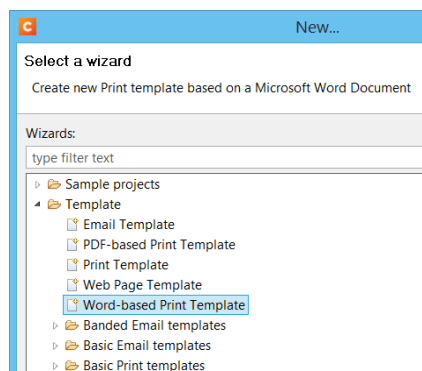 C New...
Select a wizard
Create new Print template based on a Microsoft Word Document
Wizards:
type filter text
Sample projects
Template
Email Template
PDF-based Print Template
Print Template
Web Page Template
Word-based Print Template
Banded Email templates
Basic Email templates
Basic Print templates